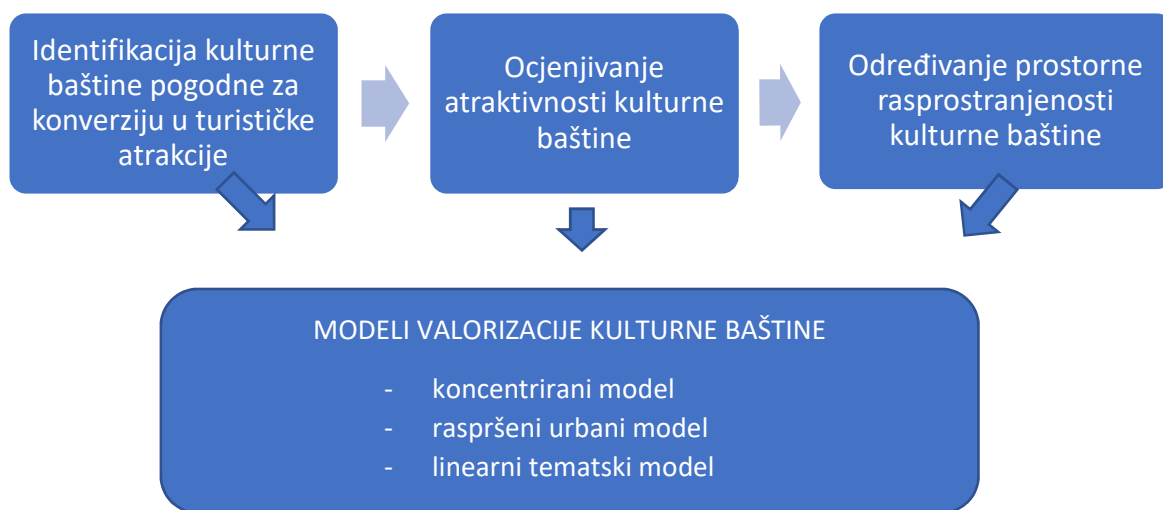 Identifikacija kulturne
baštine pogodne za
konverziju u turističke
atrakcije
Ocjenjivanje
atraktivnosti kulturne
baštine
Određivanje prostorne
rasprostranjenosti
kulturne baštine
MODELI VALORIZACIJE KULTURNE BAŠTINE
- koncentrirani model
- raspršeni urbani model
- linearni tematski model